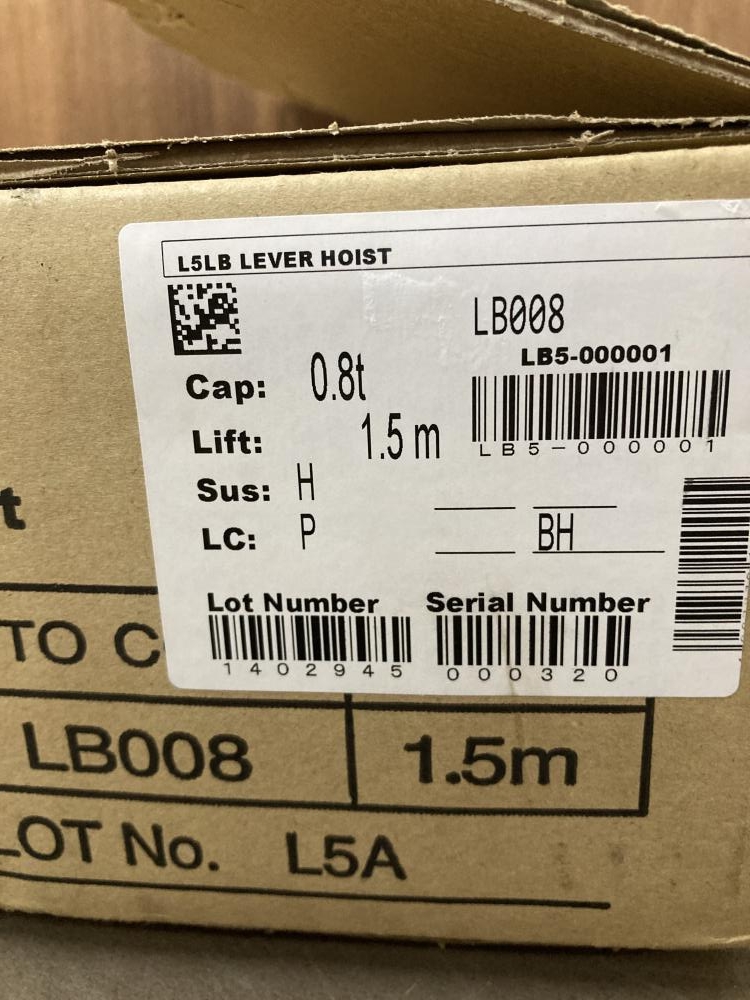 L5LB LEVER HOIST
LB008
LB5-000001
LB5-000001
Cap: 0.8t
Lift: 1.5 m
Sus: H
LC: P BH
Lot Number Serial Number
1402945 000320
t
TO C
LB008 1.5m
LOT No. L5A